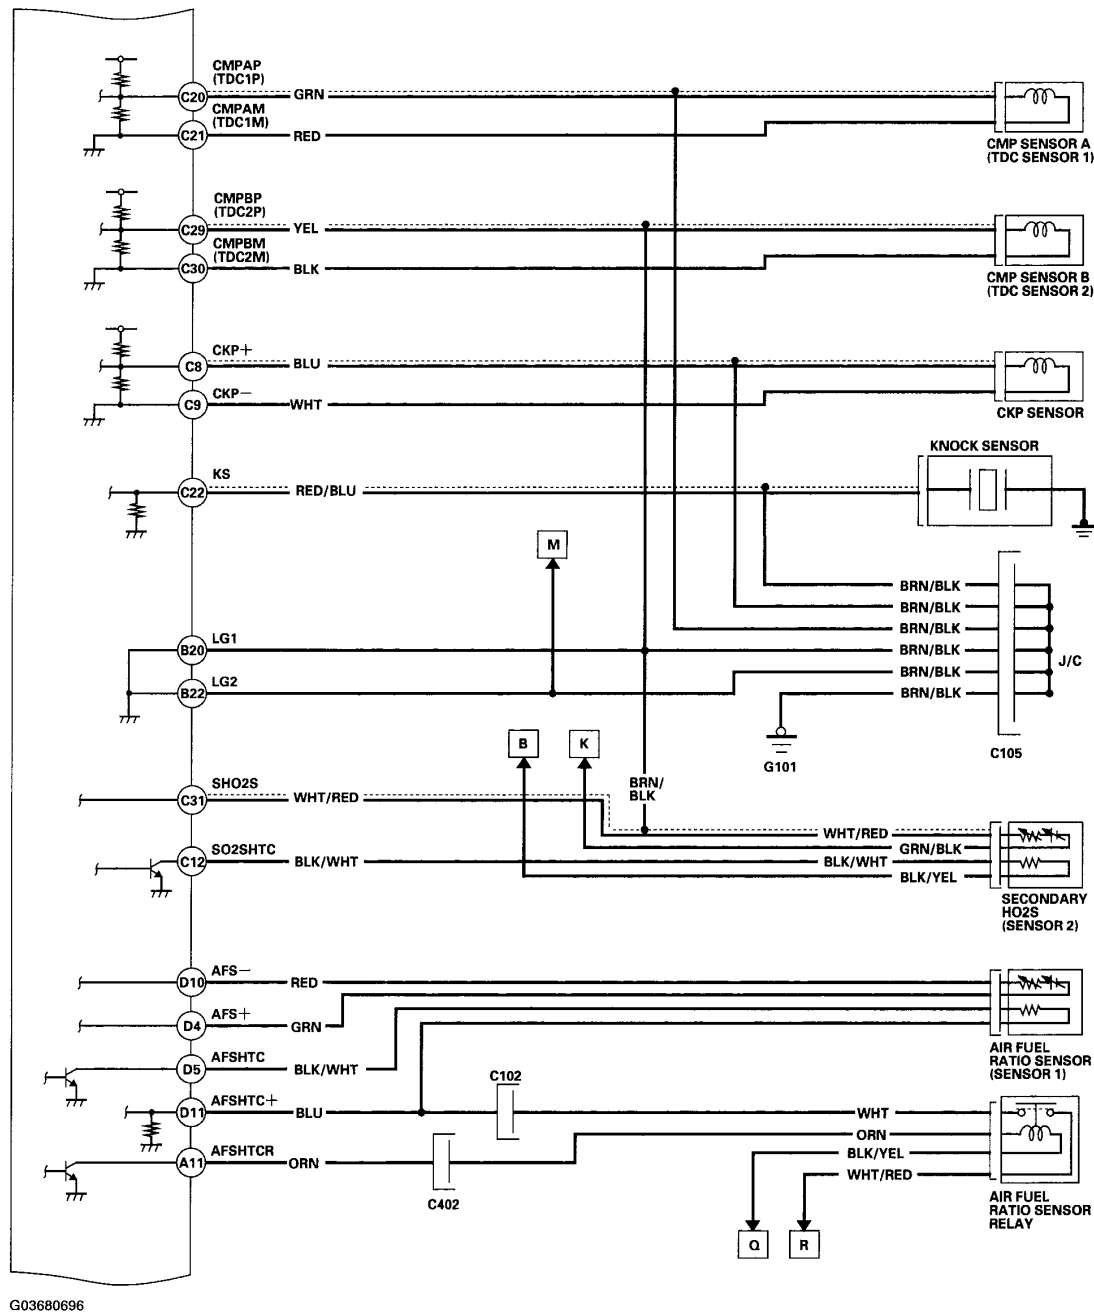 CMPAP
(TDC1P)
C20
GRN
CMPAM
(TDC1M)
C21
RED
CMP SENSOR A
(TDC SENSOR 1)
CMPBP
(TDC2P)
C29
YEL
CMPBM
(TDC2M)
C30
BLK
CMP SENSOR B
(TDC SENSOR 2)
CKP+
C8
BLU
CKP−
C9
WHT
CKP SENSOR
KNOCK SENSOR
KS
C22
RED/BLU
M
BRN/BLK
BRN/BLK
BRN/BLK
LG1
B20
BRN/BLK
J/C
LG2
BRN/BLK
B22
BRN/BLK
B
K
G101
C105
SHO2S
C31
WHT/RED
BRN/
BLK
WHT/RED
SO2SHTC
GRN/BLK
C12
BLK/WHT
BLK/WHT
BLK/YEL
SECONDARY
HO2S
(SENSOR 2)
AFS−
D10
RED
AFS+
D4
GRN
AIR FUEL
RATIO SENSOR
(SENSOR 1)
AFSHTC
D5
BLK/WHT
C102
AFSHTC+
D11
BLU
WHT
ORN
AFSHTCR
BLK/YEL
A11
ORN
WHT/RED
C402
AIR FUEL
RATIO SENSOR
RELAY
Q
R
G03680696